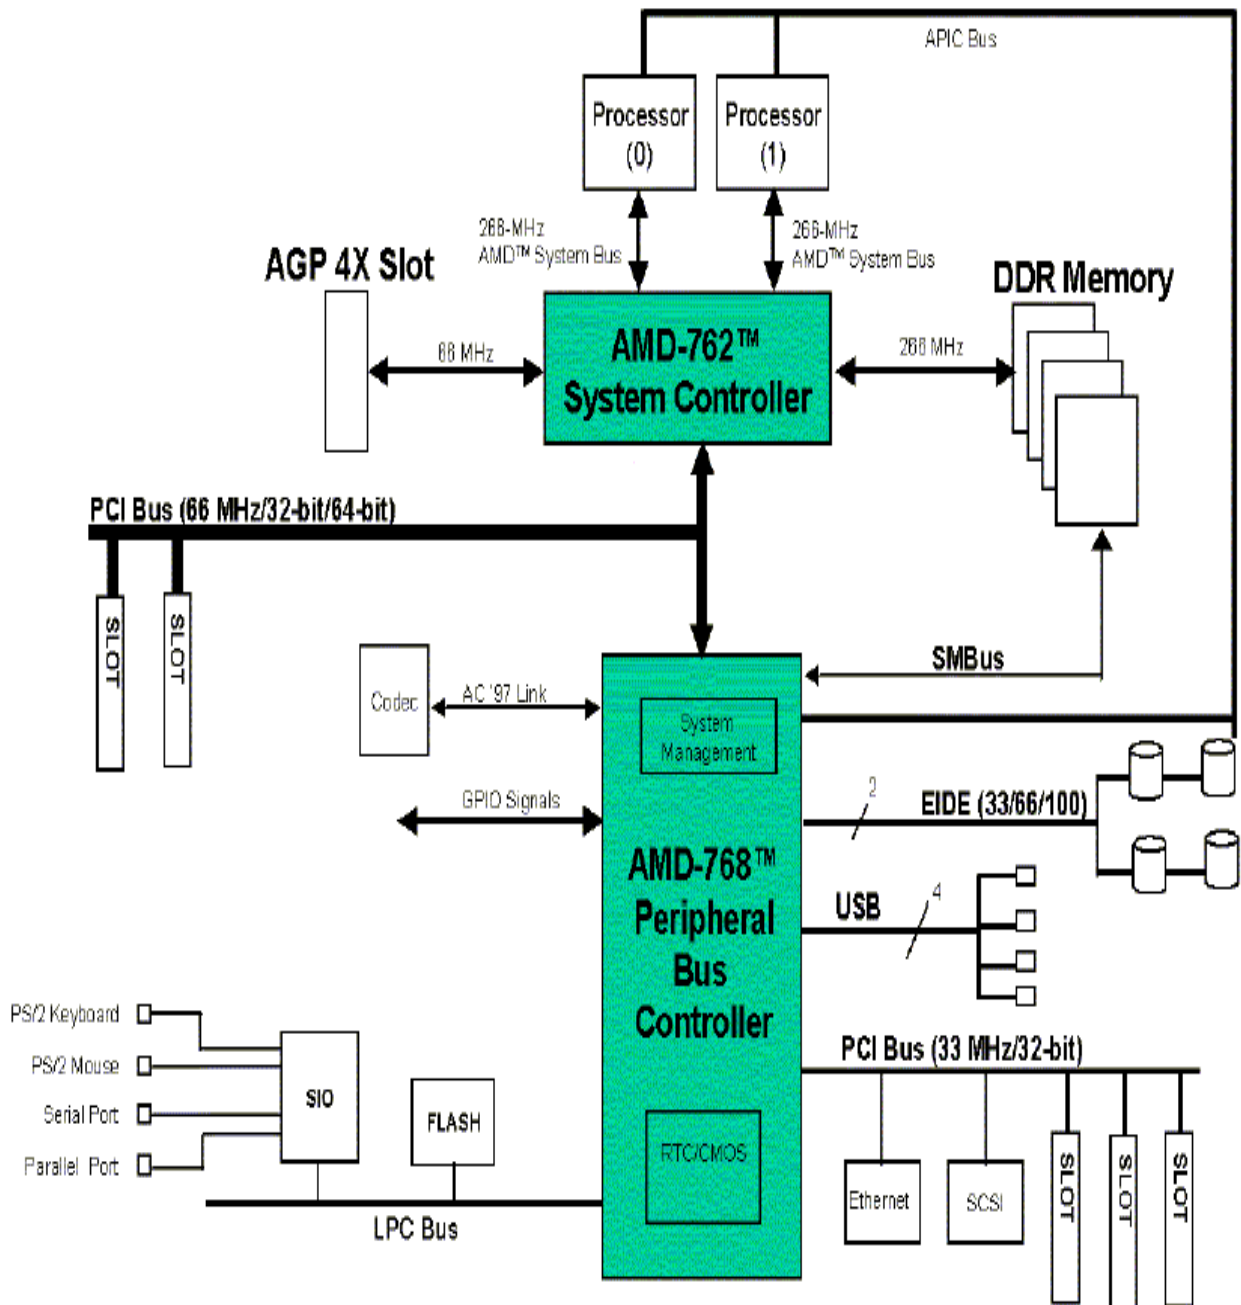 APIC Bus
Processor
(0)
Processor
(1)
266-MHz
AMD™ System Bus
266-MHz
AMD™ System Bus
AGP 4X Slot
DDR Memory
AMD-762™
System Controller
66 MHz
266 MHz
PCI Bus (66 MHz/32-bit/64-bit)
SLOT
SLOT
SMBus
Codec
AC '97 Link
System
Management
GPIO Signals
2
EIDE (33/66/100)
AMD-768™
Peripheral
Bus
Controller
USB
4
PS/2 Keyboard
PS/2 Mouse
Serial Port
Parallel Port
SIO
FLASH
LPC Bus
PCI Bus (33 MHz/32-bit)
RTC/CMOS
Ethernet
SCSI
SLOT
SLOT
SLOT